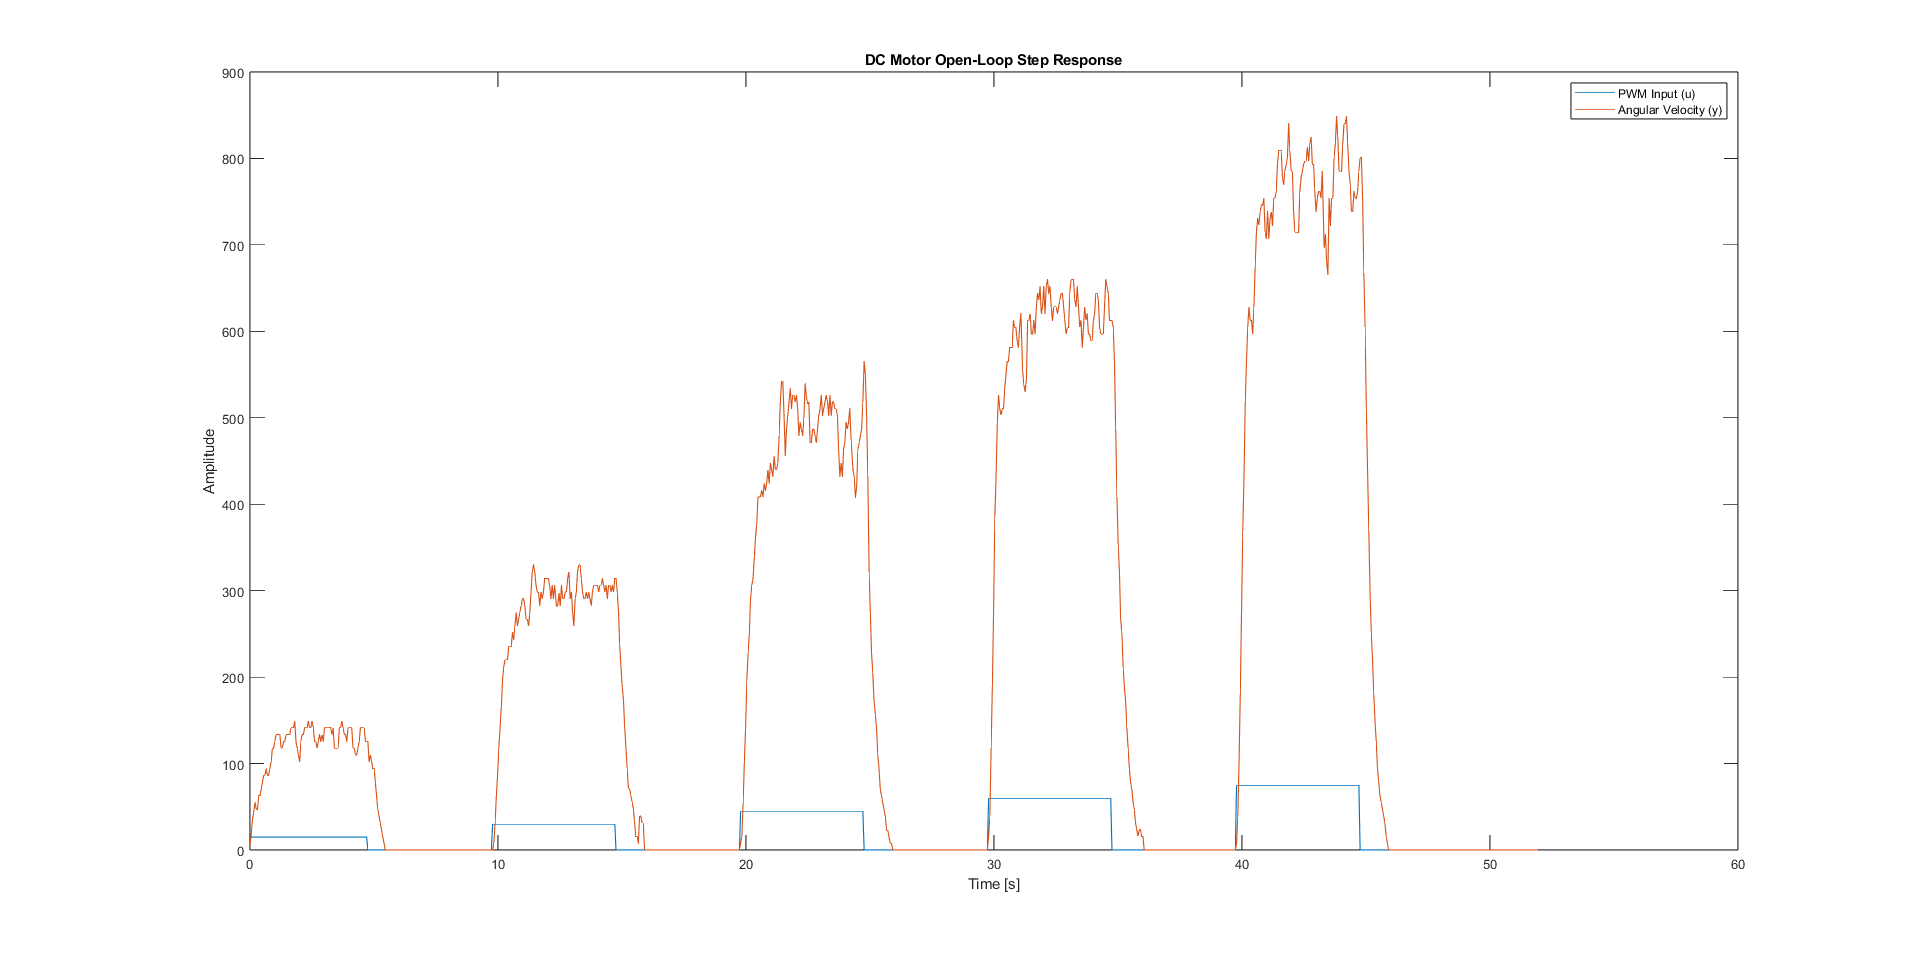 DC Motor Open-Loop Step Response
PWM Input (u)
Angular Velocity (y)
900
800
700
600
500
400
300
200
100
0
Amplitude
0 10 20 30 40 50 60
Time [s]